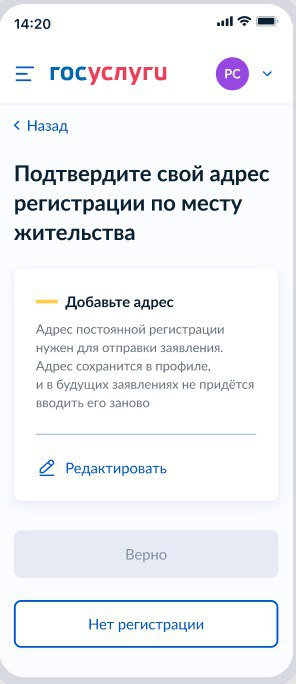 14:20
госуслуги
РС
Назад
Подтвердите свой адрес
регистрации по месту
жительства
Добавьте адрес
Адрес постоянной регистрации
нужен для отправки заявления.
Адрес сохранится в профиле,
и в будущих заявлениях не придётся
вводить его заново
Редактировать
Верно
Нет регистрации